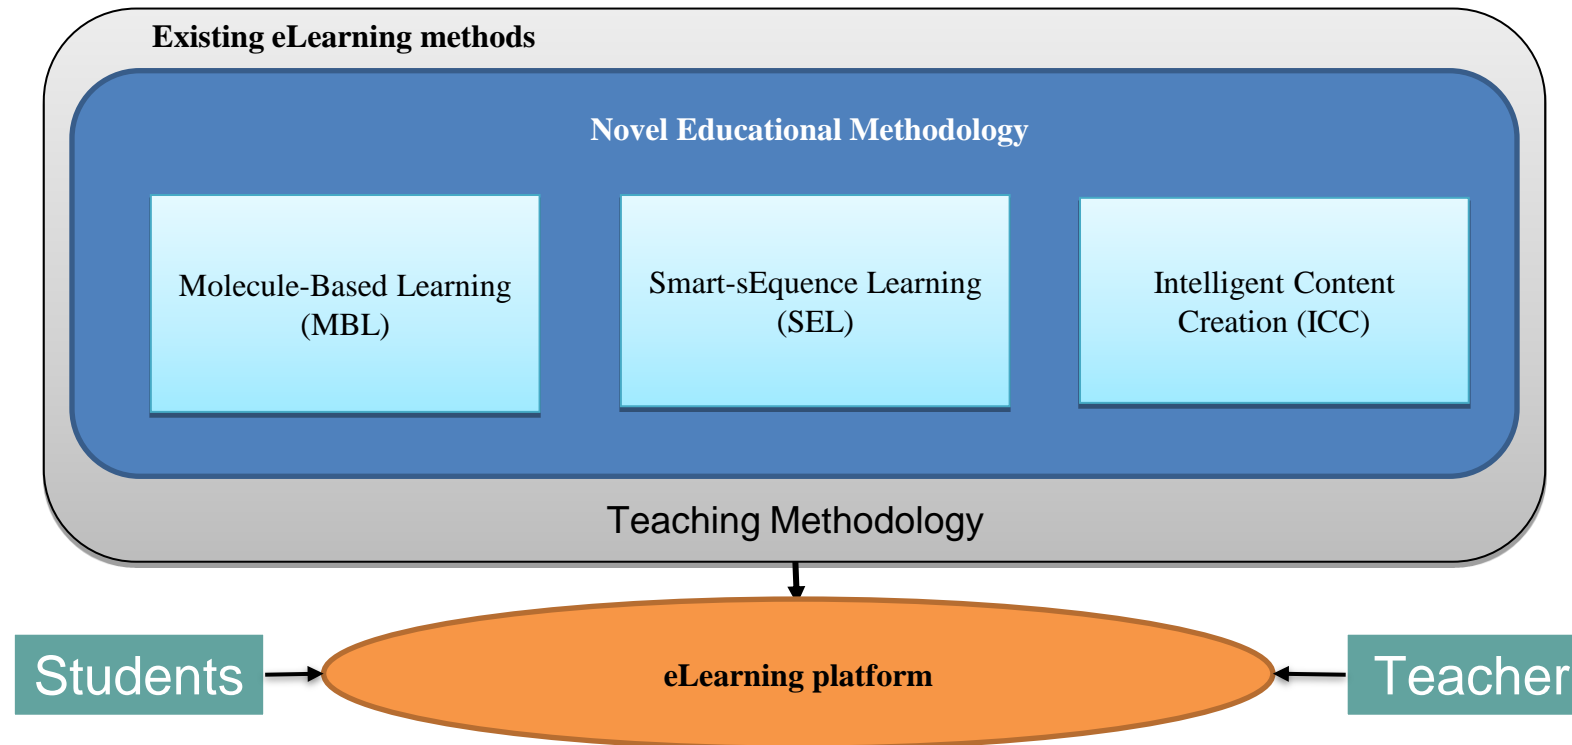 Existing eLearning methods
Novel Educational Methodology
Molecule-Based Learning
(MBL)
Smart-sEquence Learning
(SEL)
Intelligent Content
Creation (ICC)
Teaching Methodology
Students
eLearning platform
Teacher